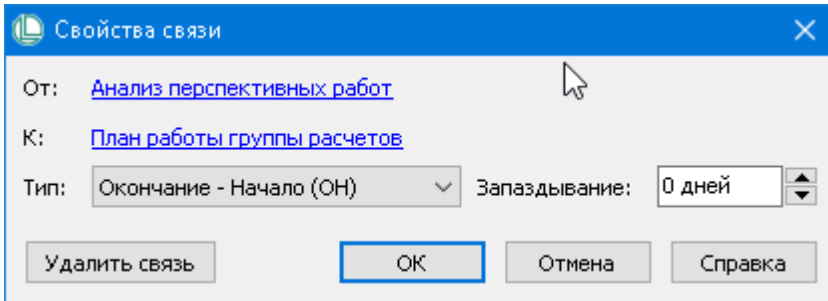 Свойства связи
От: Анализ перспективных работ
К: План работы группы расчетов
Тип: Окончание - Начало (ОН) Запаздывание: 0 дней
Удалить связь ОК Отмена Справка